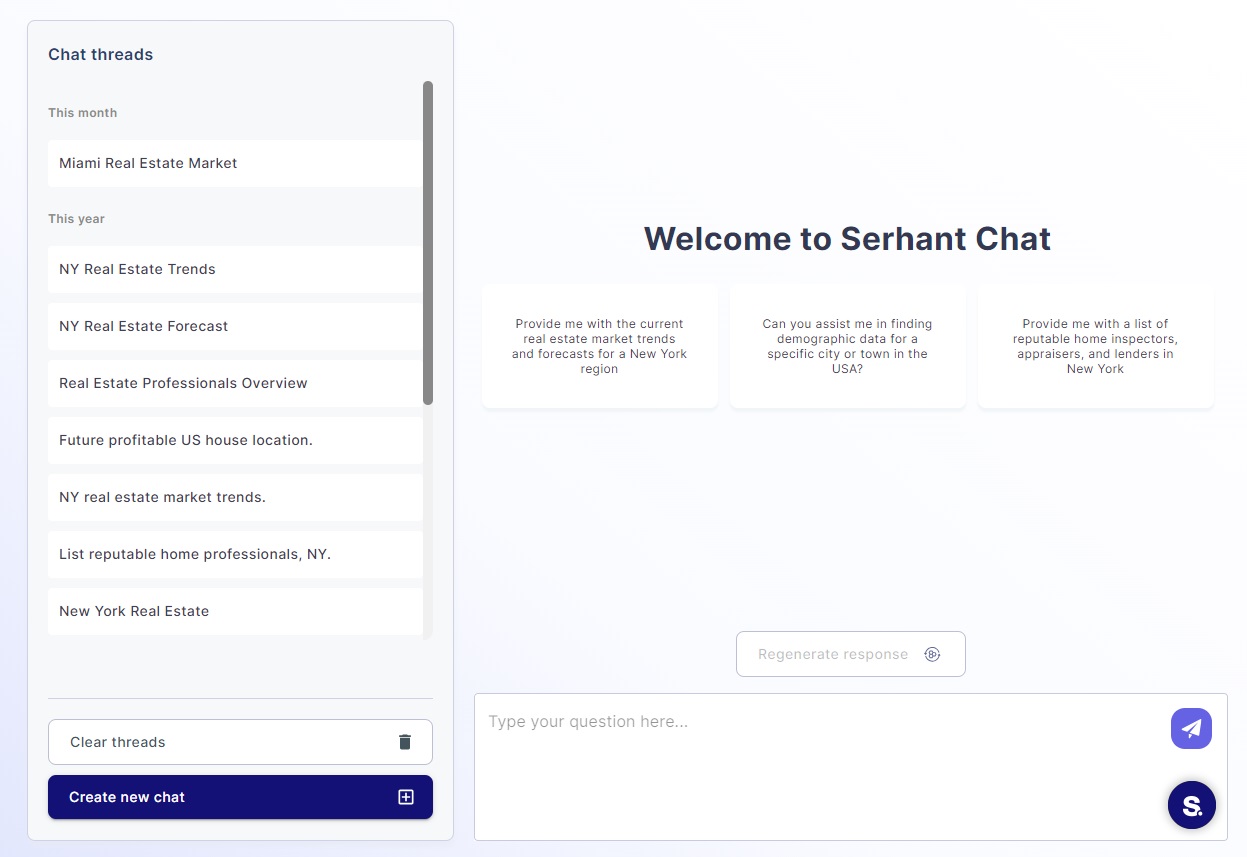 Chat threads
This month
Miami Real Estate Market
This year
NY Real Estate Trends
NY Real Estate Forecast
Real Estate Professionals Overview
Future profitable US house location.
NY real estate market trends.
List reputable home professionals, NY.
New York Real Estate
Clear threads
Create new chat
Welcome to Serhant Chat
Provide me with the current
real estate market trends
and forecasts for a New York
region
Can you assist me in finding
demographic data for a
specific city or town in the
USA?
Provide me with a list of
reputable home inspectors,
appraisers, and lenders in
New York
Regenerate response
Type your question here...
S.